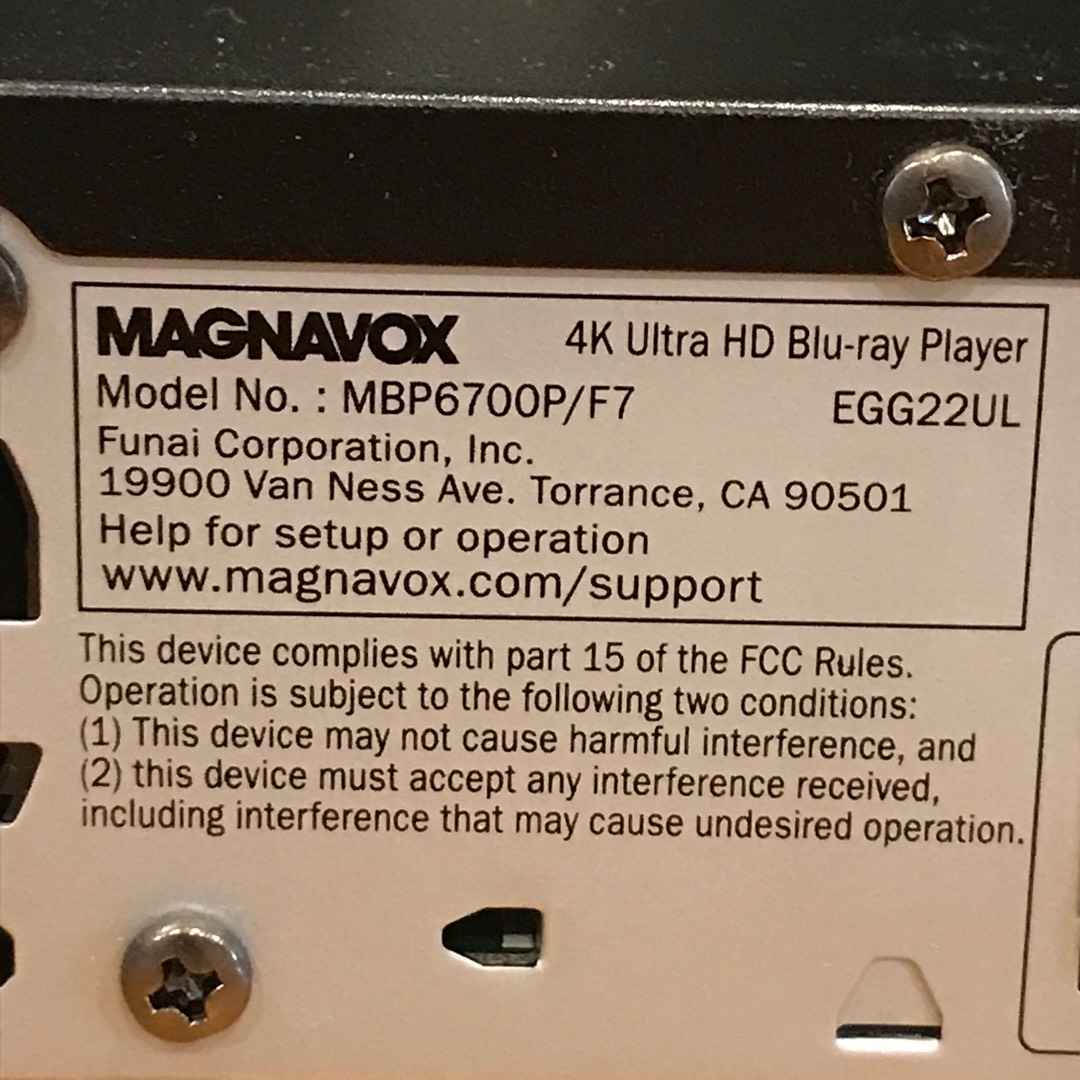 MAGNAVOX 4K Ultra HD Blu-ray Player
Model No. : MBP6700P/F7 EGG22UL
Funai Corporation, Inc.
19900 Van Ness Ave. Torrance, CA 90501
Help for setup or operation
www.magnavox.com/support
This device complies with part 15 of the FCC Rules.
Operation is subject to the following two conditions:
(1) This device may not cause harmful interference, and
(2) this device must accept any interference received,
including interference that may cause undesired operation.